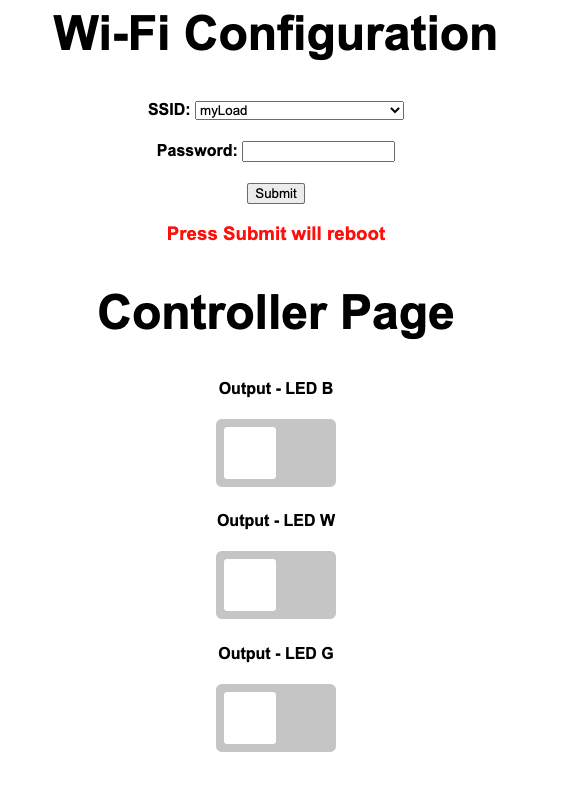 Wi-Fi Configuration
SSID: myLoad
Password:
Submit
Press Submit will reboot
Controller Page
Output - LED B
Output - LED W
Output - LED G